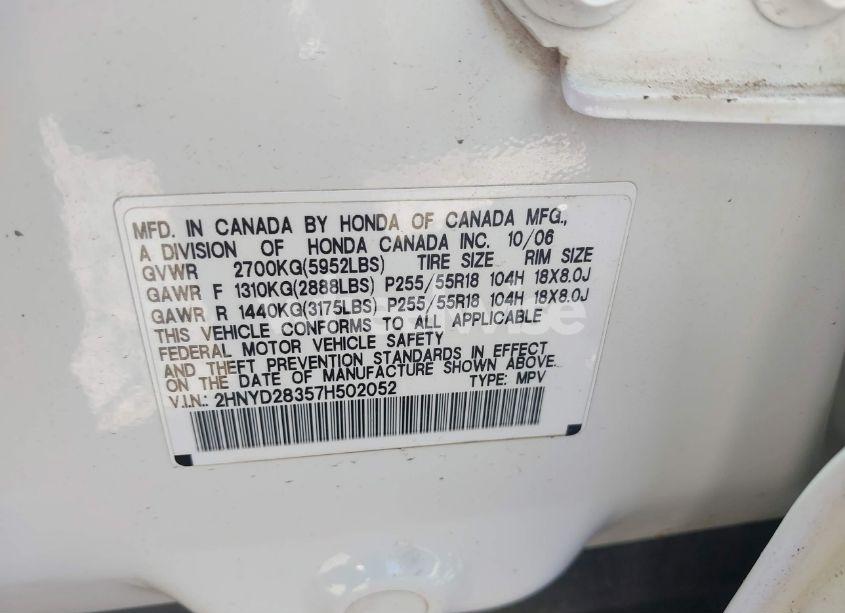 MFD. IN CANADA BY HONDA OF CANADA MFG.,
A DIVISION OF HONDA CANADA INC. 10/06
GVWR 2700KG(5952LBS) TIRE SIZE RIM SIZE
GAWR F 1310KG(2888LBS) P255/55R18 104H 18X8.0J
GAWR R 1440KG(3175LBS) P255/55R18 104H 18X8.0J
THIS VEHICLE CONFORMS TO ALL APPLICABLE
FEDERAL MOTOR VEHICLE SAFETY
AND THEFT PREVENTION STANDARDS IN EFFECT
ON THE DATE OF MANUFACTURE SHOWN ABOVE.
V.I.N.: 2HNYD28357H502052 TYPE: MPV